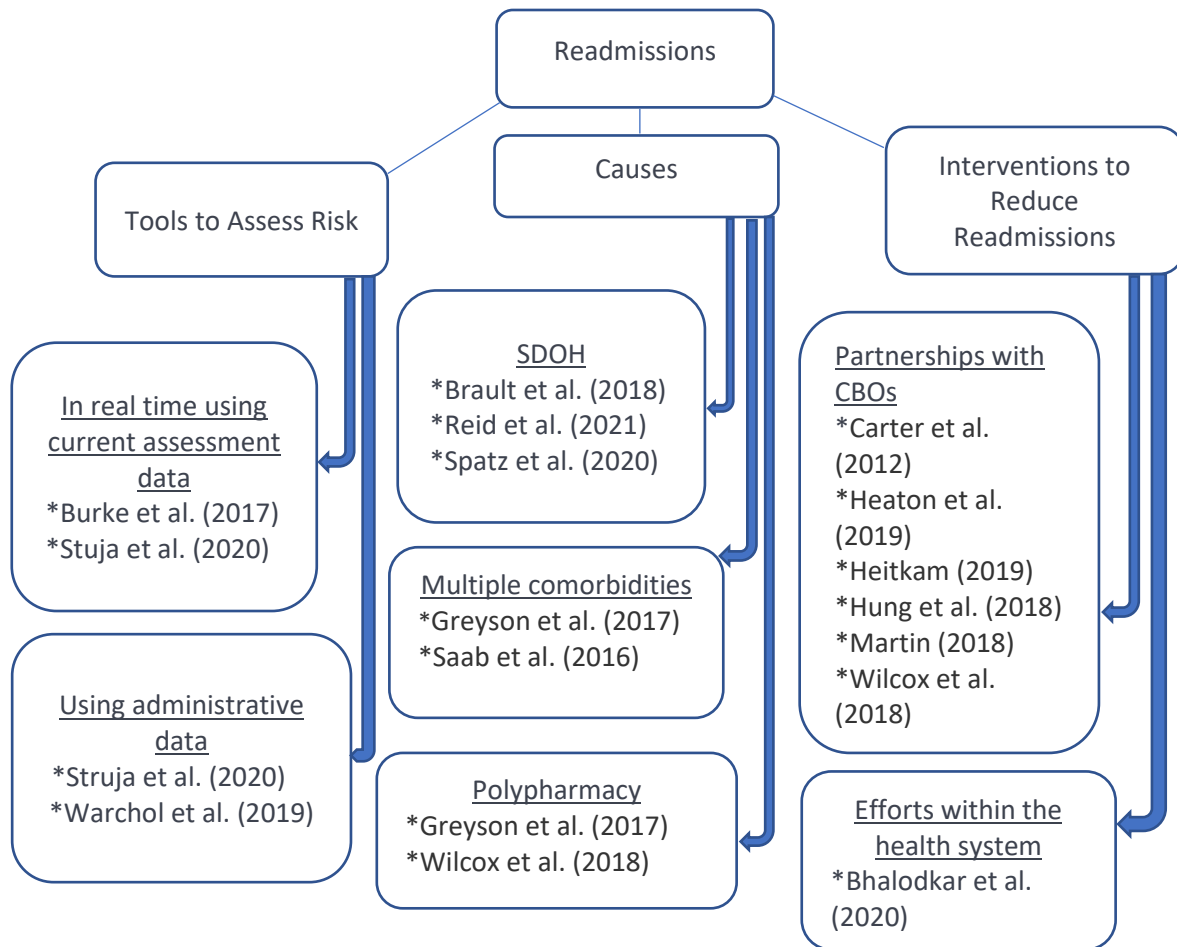 Readmissions
Tools to Assess Risk
In real time using
current assessment
data
*Burke et al. (2017)
*Stuja et al. (2020)
Using administrative
data
*Struja et al. (2020)
*Warchol et al. (2019)
Causes
SDOH
*Brault et al. (2018)
*Reid et al. (2021)
*Spatz et al. (2020)
Multiple comorbidities
*Greyson et al. (2017)
*Saab et al. (2016)
Polypharmacy
*Greyson et al. (2017)
*Wilcox et al. (2018)
Interventions to
Reduce
Readmissions
Partnerships with
CBOs
*Carter et al.
(2012)
*Heaton et al.
(2019)
*Heitkam (2019)
*Hung et al. (2018)
*Martin (2018)
*Wilcox et al.
(2018)
Efforts within the
health system
*Bhalodkar et al.
(2020)